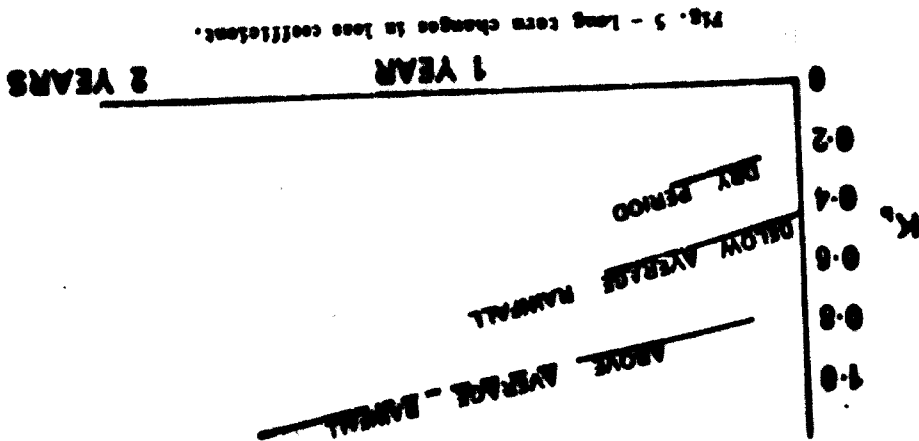 1·0
0·8
0·6
0·4
0·2
0
K
ABOVE AVERAGE - RAINFALL
BELOW AVERAGE RAINFALL
DRY PERIOD
1 YEAR
2 YEARS
Fig. 5 - Long term changes in loss coefficient.